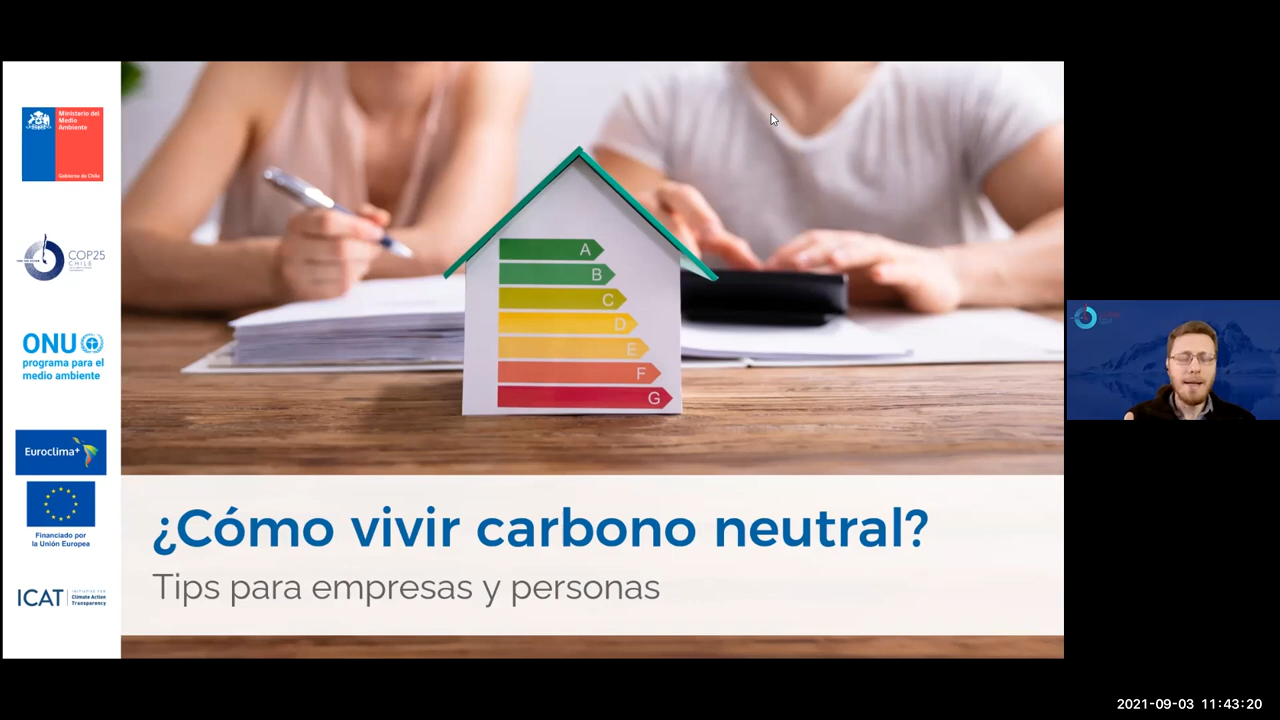 Ministerio del
Medio
Ambiente
Gobierno de Chile
COP25
CHILE
ONU
programa para el
medio ambiente
Euroclima+
Financiado por
la Unión Europea
ICAT
INITIATIVE FOR
Climate Action
Transparency
A
B
C
D
E
F
G
¿Cómo vivir carbono neutral?
Tips para empresas y personas
2021-09-03 11:43:20